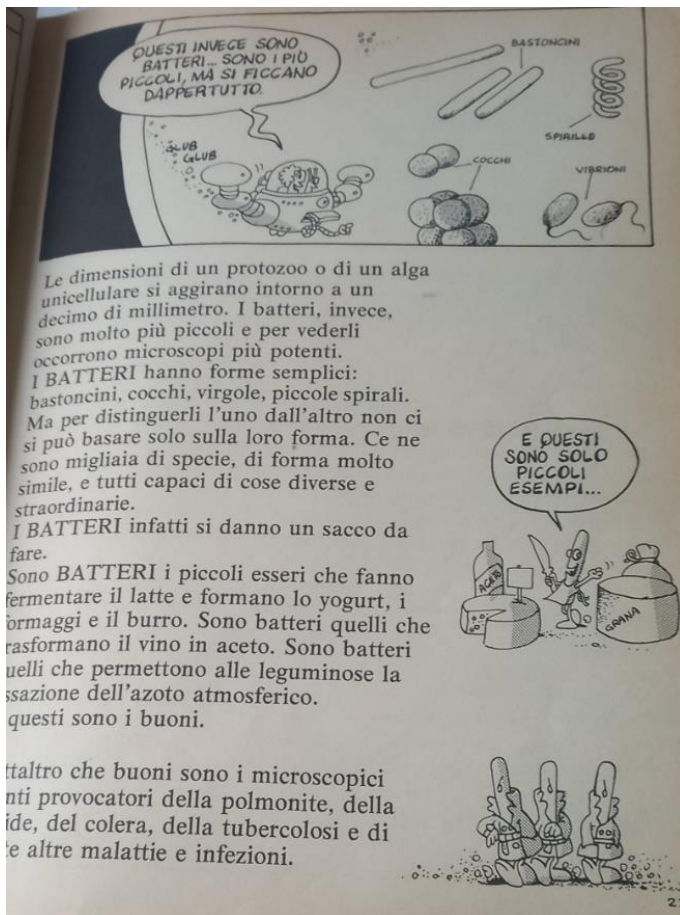 QUESTI INVECE SONO
BATTERI... SONO I PIÙ
PICCOLI, MA SI FICCANO
DAPPERTUTTO.
GLUB
GLUB
BASTONCINI
SPIRILLO
COCCHI
VIBRIONI
Le dimensioni di un protozoo o di un alga
unicellulare si aggirano intorno a un
decimo di millimetro. I batteri, invece,
sono molto più piccoli e per vederli
occorrono microscopi più potenti.
I BATTERI hanno forme semplici:
bastoncini, cocchi, virgole, piccole spirali.
Ma per distinguerli l'uno dall'altro non ci
si può basare solo sulla loro forma. Ce ne
sono migliaia di specie, di forma molto
simile, e tutti capaci di cose diverse e
straordinarie.
I BATTERI infatti si danno un sacco da
fare.
Sono BATTERI i piccoli esseri che fanno
fermentare il latte e formano lo yogurt, i
formaggi e il burro. Sono batteri quelli che
rasformano il vino in aceto. Sono batteri
uelli che permettono alle leguminose la
ssazione dell'azoto atmosferico.
questi sono i buoni.
E QUESTI
SONO SOLO
PICCOLI
ESEMPI...
ACETO
GRANA
ttaltro che buoni sono i microscopici
nti provocatori della polmonite, della
ide, del colera, della tubercolosi e di
te altre malattie e infezioni.